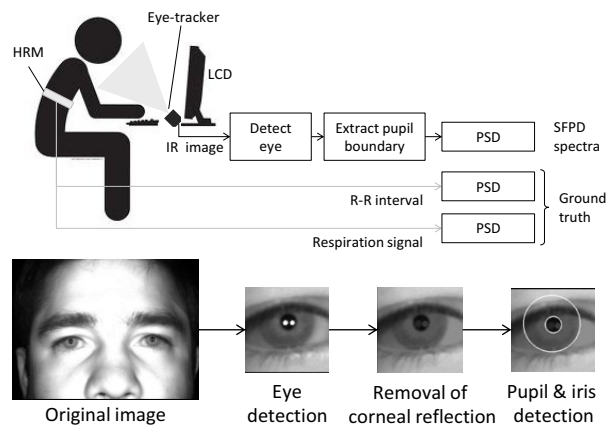 Eye-tracker
HRM
LCD
IR image
Detect
eye
Extract pupil
boundary
PSD
SFPD
spectra
R-R interval
PSD
Respiration signal
PSD
Ground
truth
Original image
Eye
detection
Removal of
corneal reflection
Pupil & iris
detection